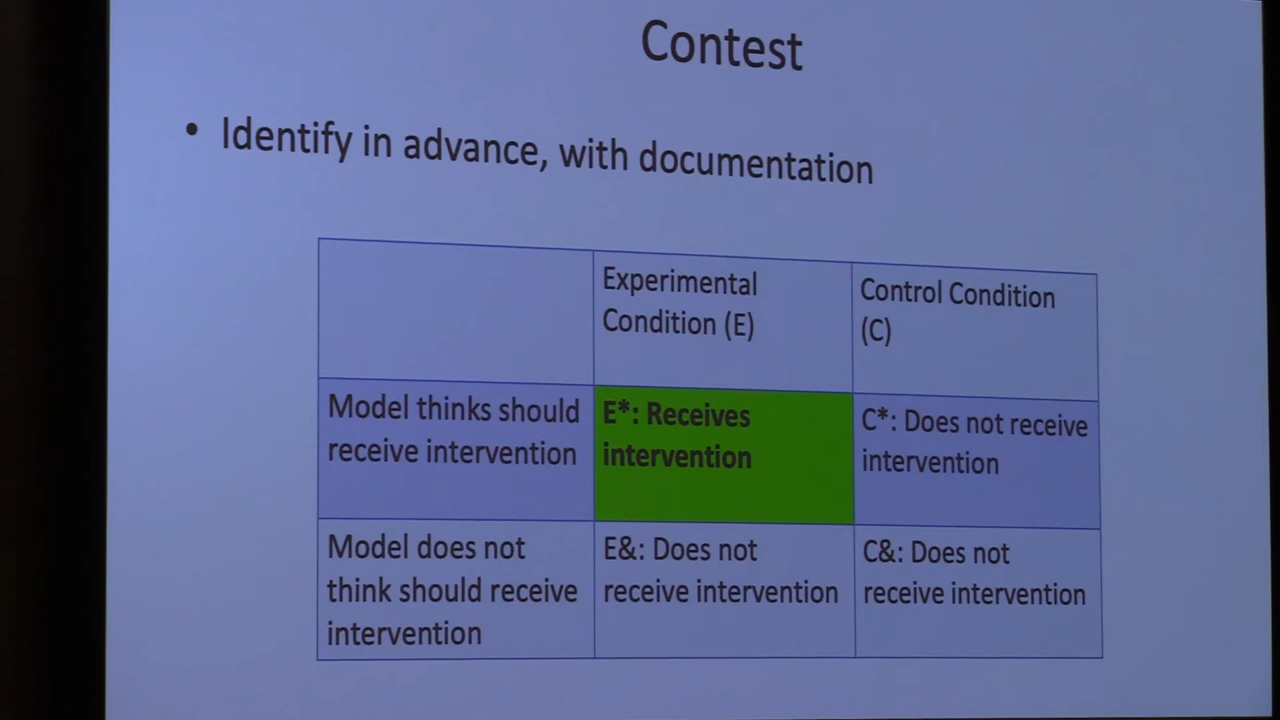 Contest
• Identify in advance, with documentation
Experimental
Condition (E)
Control Condition
(C)
Model thinks should
receive intervention
E*: Receives
intervention
C*: Does not receive
intervention
Model does not
think should receive
intervention
E&: Does not
receive intervention
C&: Does not
receive intervention